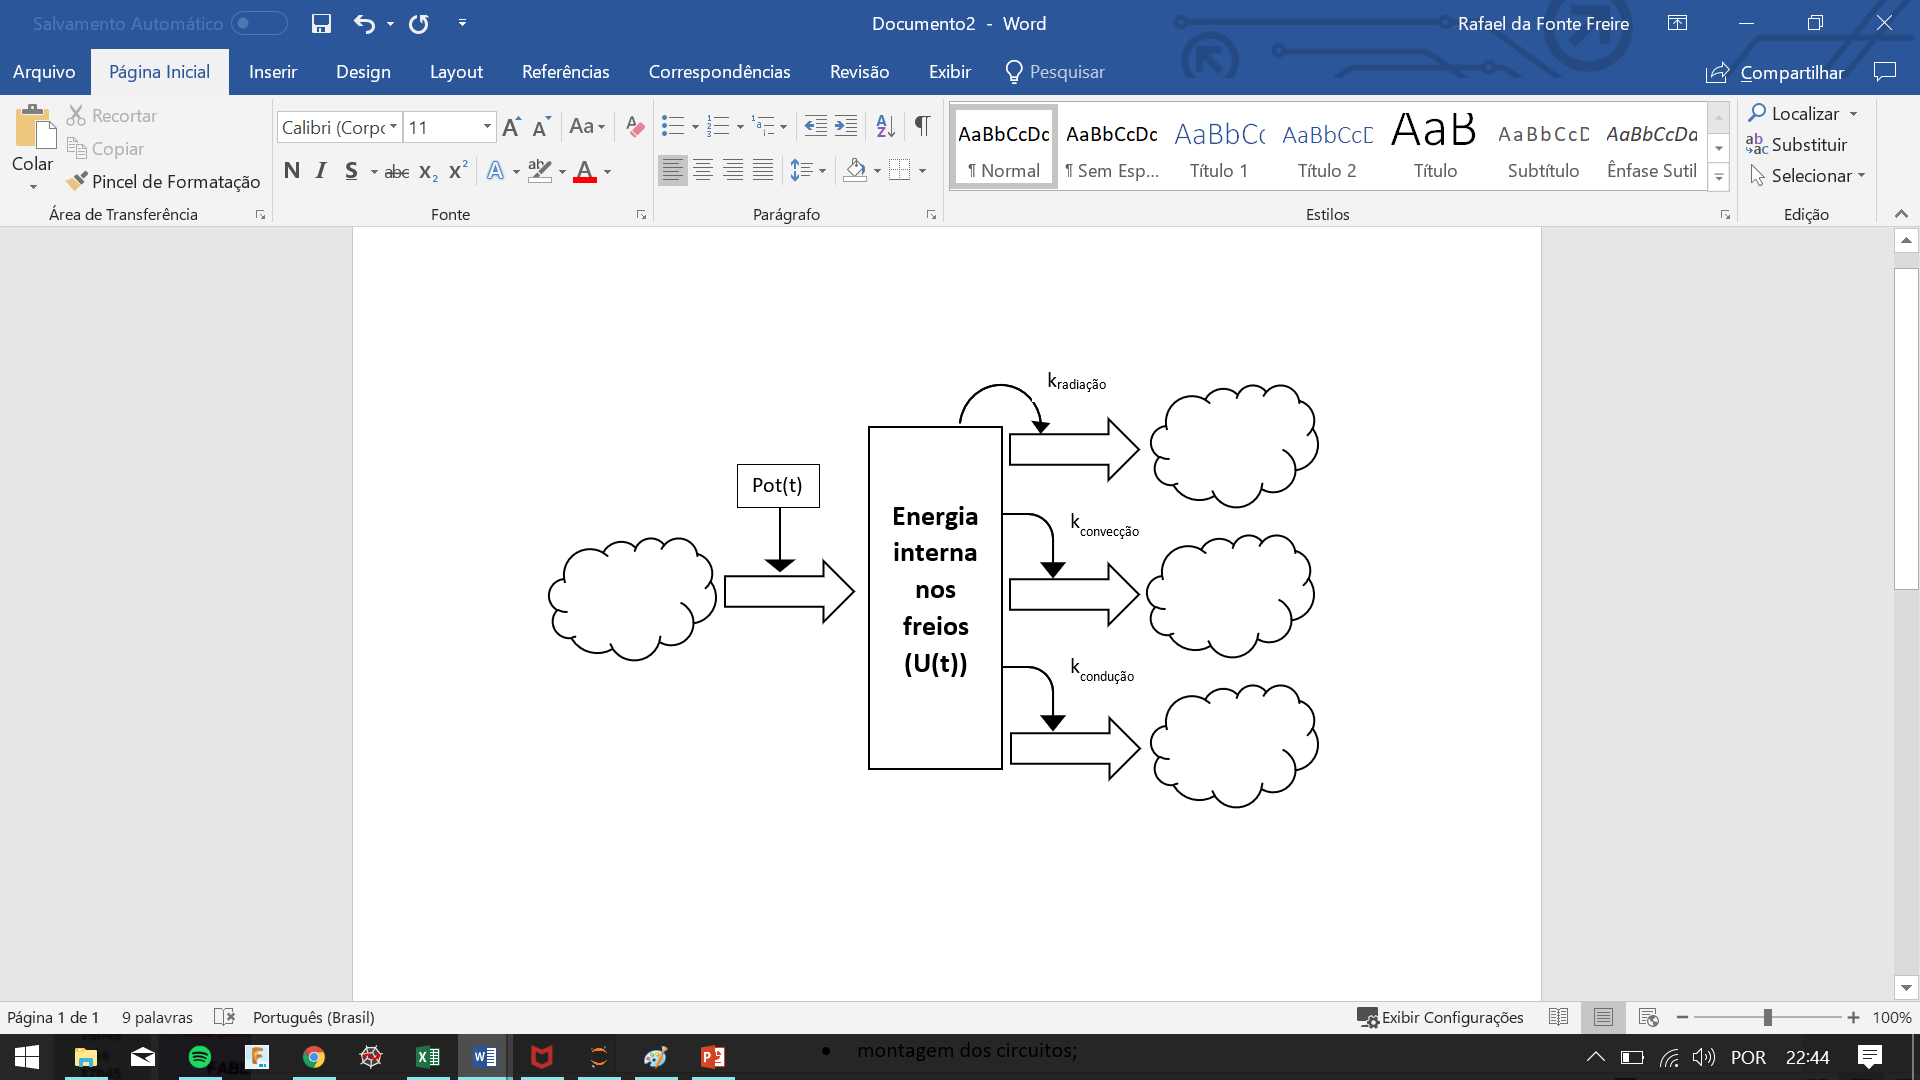 Salvamento Automático
Documento2 - Word
Rafael da Fonte Freire
Arquivo
Página Inicial
Inserir
Design
Layout
Referências
Correspondências
Revisão
Exibir
Pesquisar
Compartilhar
Colar
Recortar
Copiar
Pincel de Formatação
Área de Transferência
Calibri (Corpo
11
Aa
N I S abc X₂ X²
Fonte
Parágrafo
AaBbCcDc
¶ Normal
AaBbCcDc
¶ Sem Esp...
AaBbCc
Título 1
AaBbCcD
Título 2
AaB
Título
AaBbCcD
Subtítulo
AaBbCcDa
Ênfase Sutil
Estilos
Localizar
Substituir
Selecionar
Edição
kradiação
Pot(t)
Energia
interna
nos
freios
(U(t))
kconvecção
kcondução
Página 1 de 1
9 palavras
Português (Brasil)
Exibir Configurações
100%
montagem dos circuitos;
POR
22:44